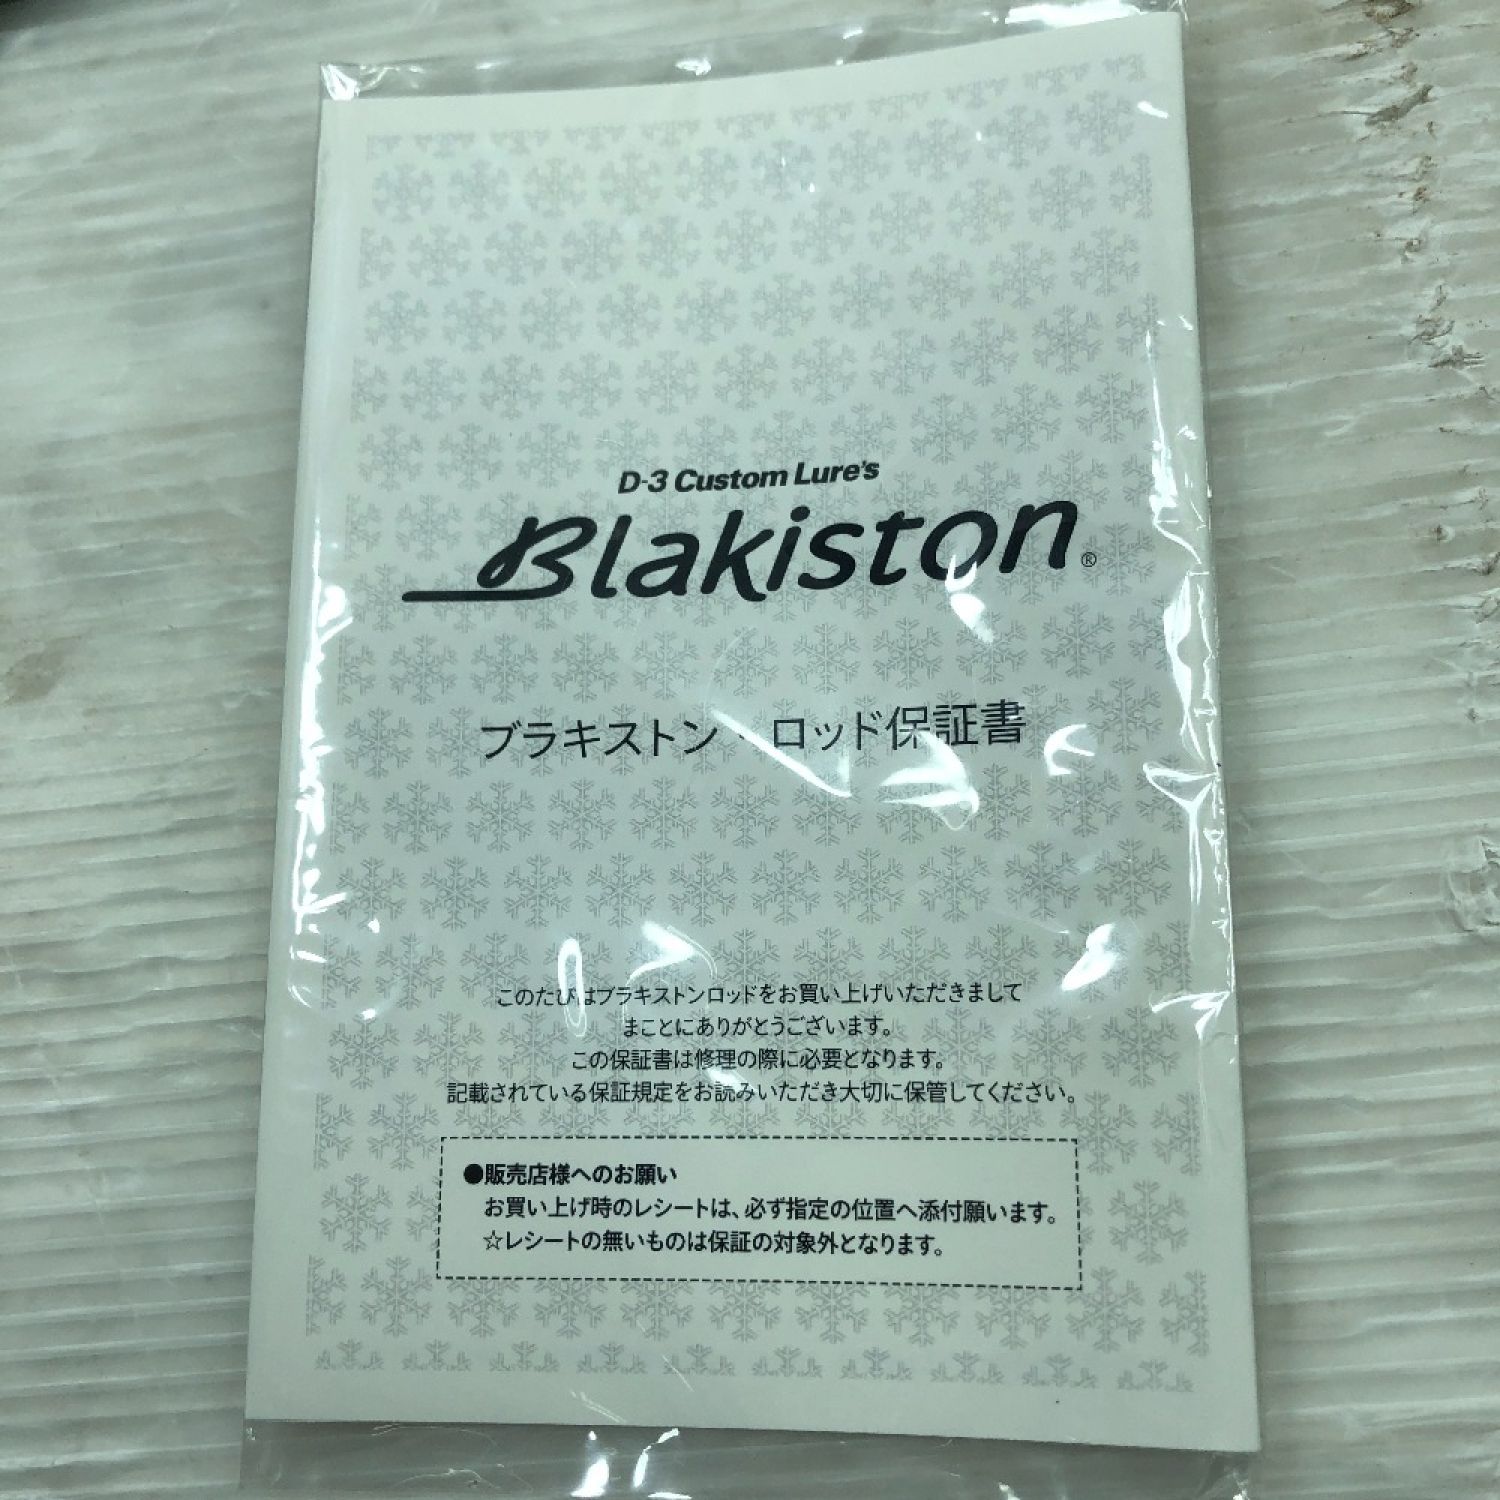 D-3 Custom Lure's
Blakiston®
ブラキストン・ロッド保証書
このたびはブラキストンロッドをお買い上げいただきまして
まことにありがとうございます。
この保証書は修理の際に必要となります。
記載されている保証規定をお読みいただき大切に保管してください。
●販売店様へのお願い
お買い上げ時のレシートは、必ず指定の位置へ添付願います。
☆レシートの無いものは保証の対象外となります。